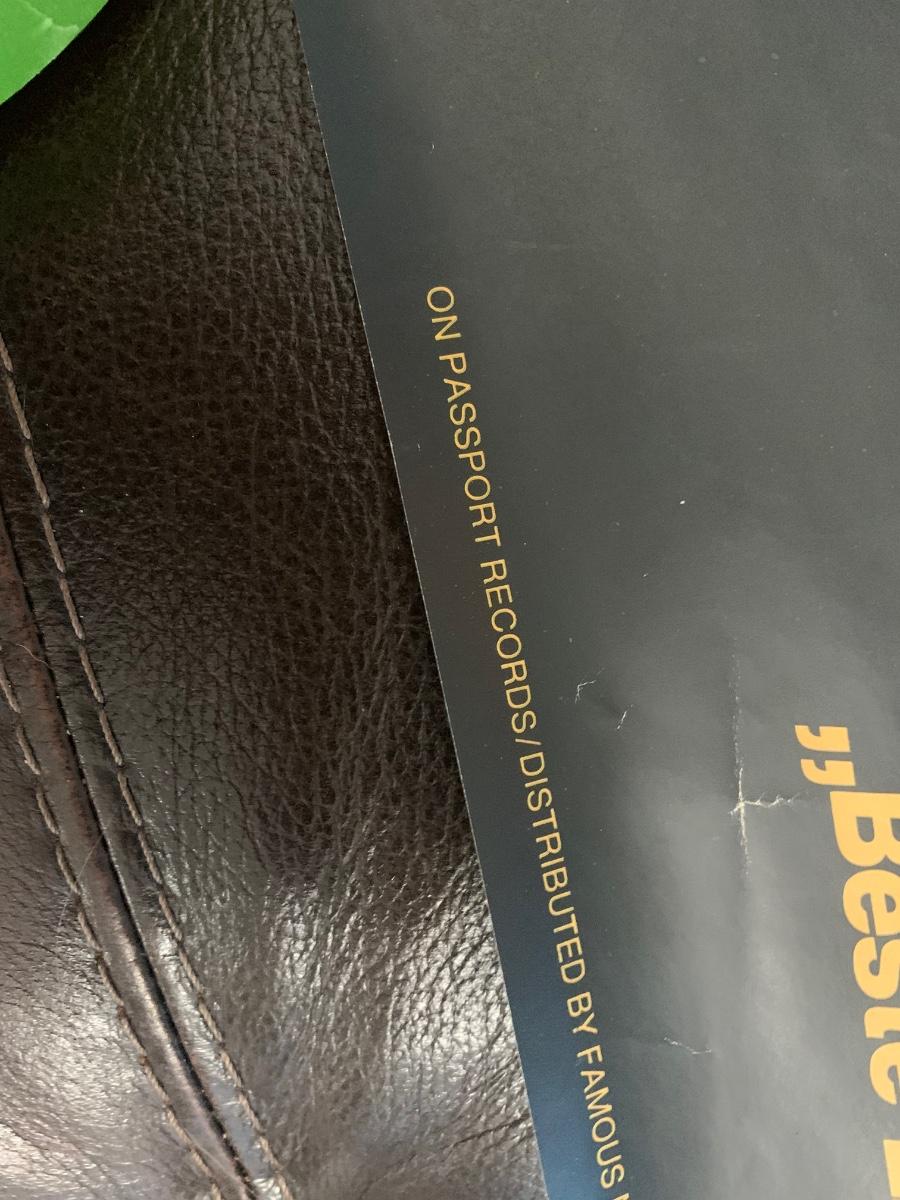 ON PASSPORT RECORDS/DISTRIBUTED BY FAMOUS
„Beste